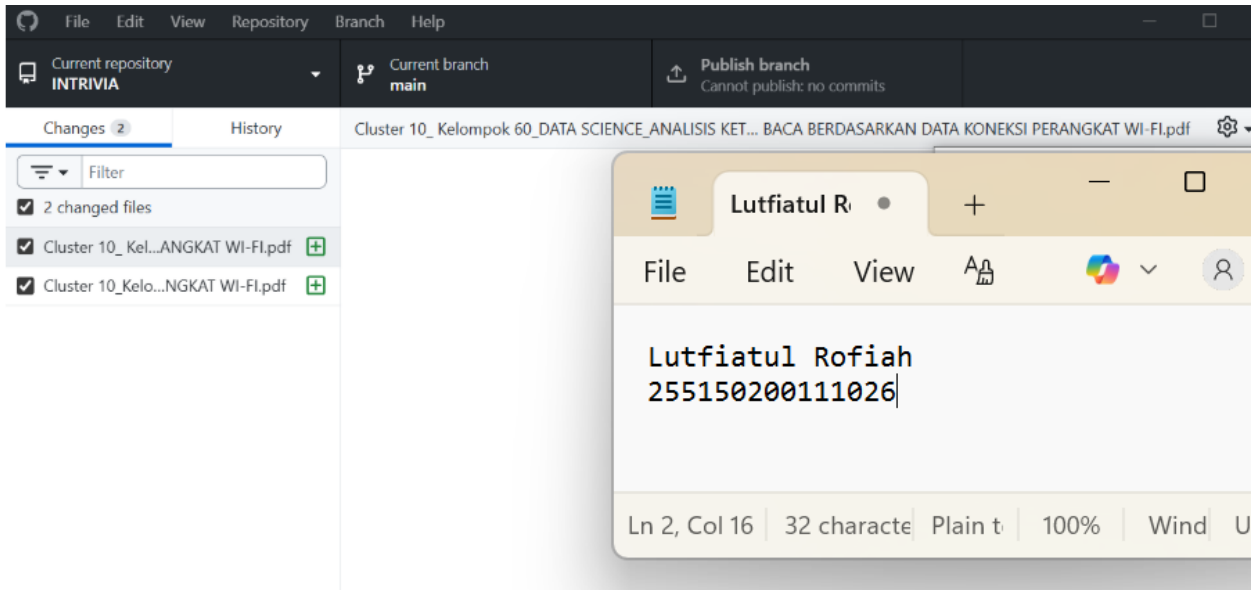 File Edit View Repository Branch Help
Current repository
INTRIVIA
Current branch
main
Publish branch
Cannot publish: no commits
Changes 2
History
Filter
2 changed files
Cluster 10_ Kel...ANGKAT WI-FI.pdf
Cluster 10_Kelo...NGKAT WI-FI.pdf
Cluster 10_ Kelompok 60_DATA SCIENCE_ANALISIS KET... BACA BERDASARKAN DATA KONEKSI PERANGKAT WI-FI.pdf
Lutfiatul R
File Edit View
Lutfiatul Rofiah
255150200111026
Ln 2, Col 16 32 characte Plain t 100% Wind U